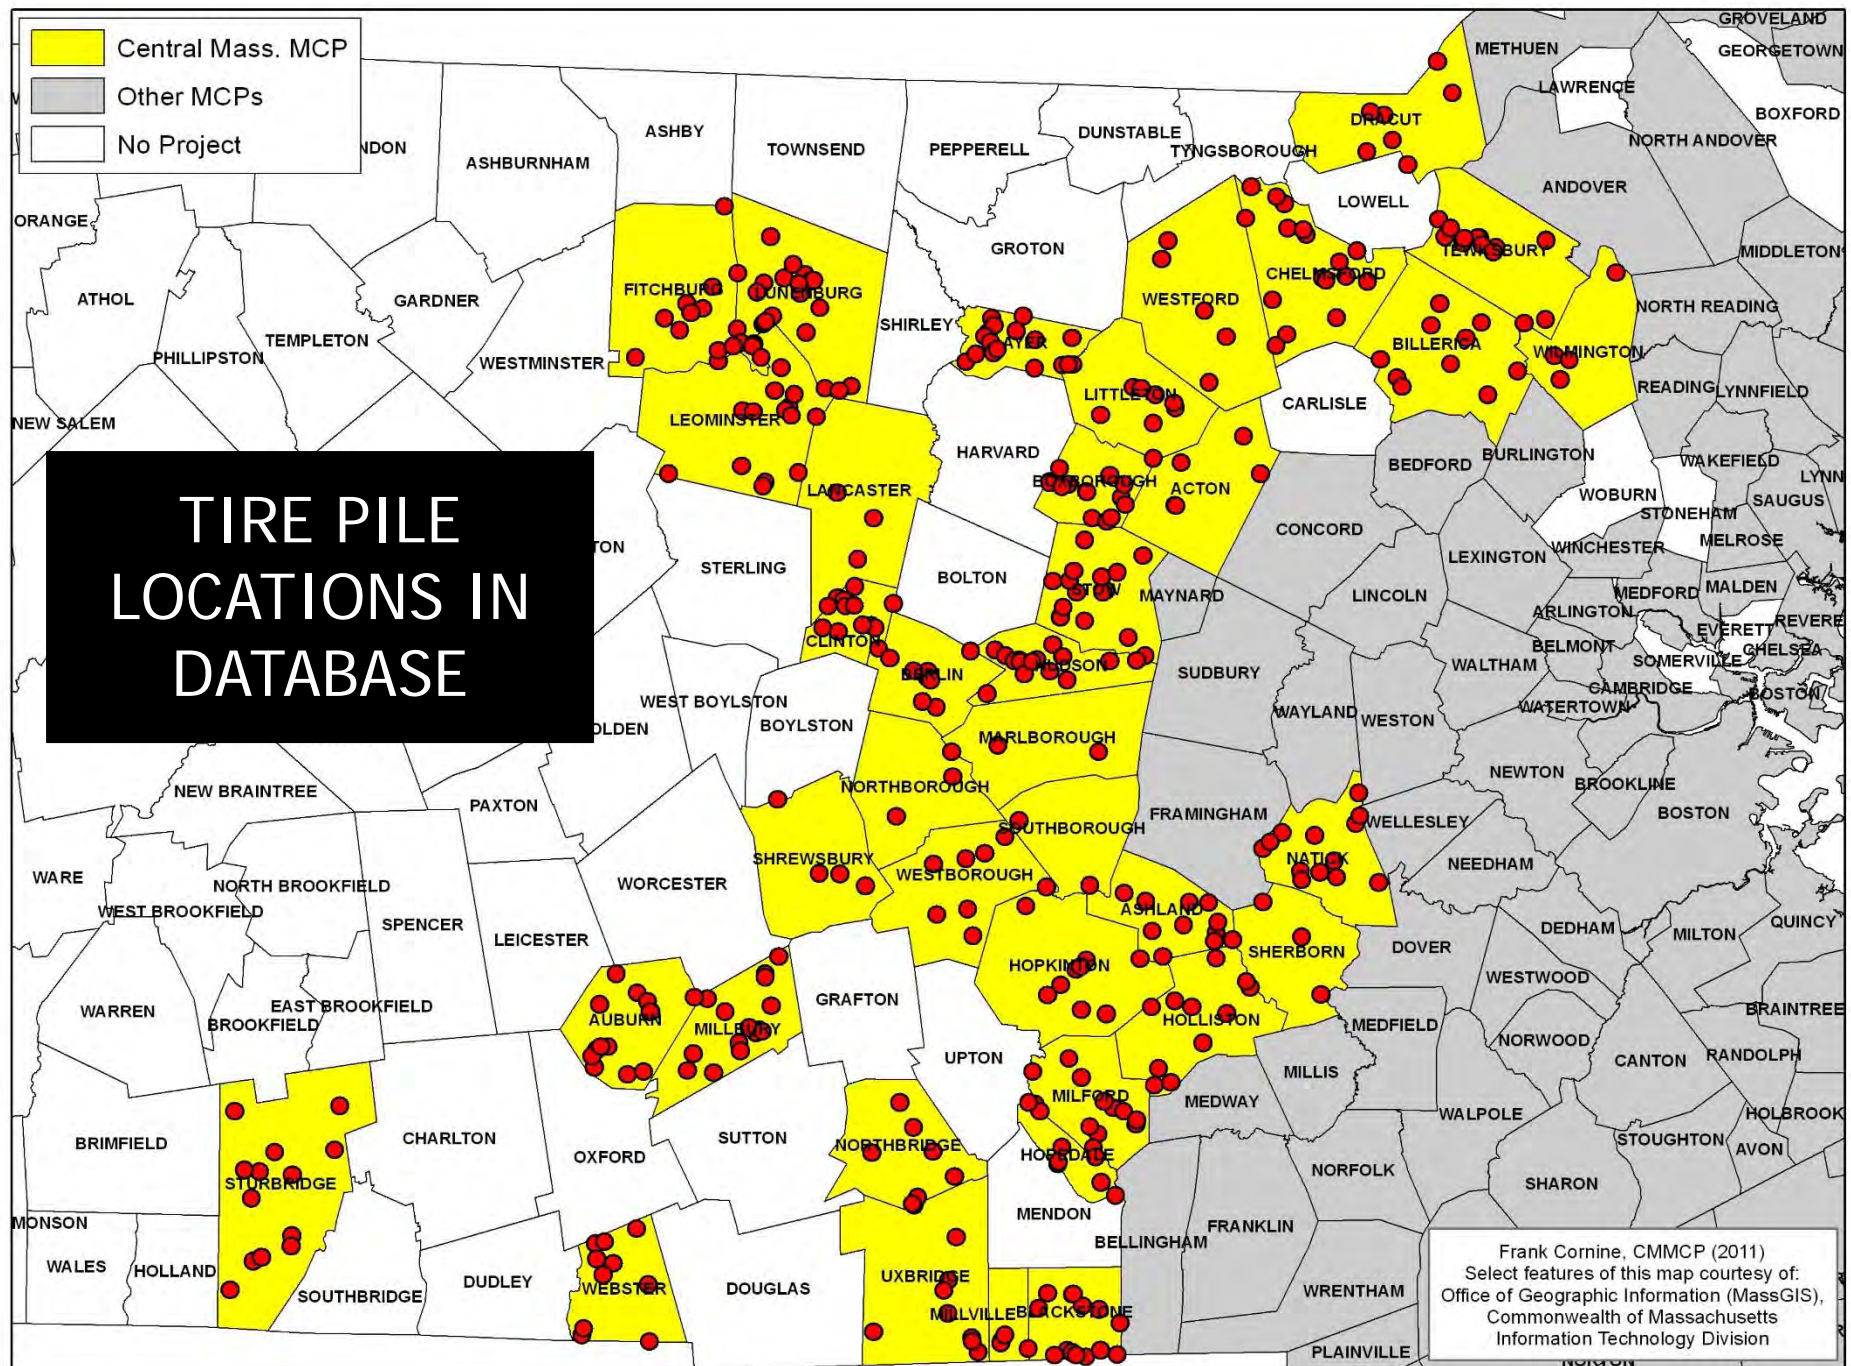 Central Mass. MCP
Other MCPs
No Project
TIRE PILE
LOCATIONS IN
DATABASE
GROVELAND
METHUEN
GEORGETOWN
LAWRENCE
BOXFORD
DRACUT
NDON
ASHBY
DUNSTABLE
NORTH ANDOVER
ASHBURNHAM
TOWNSEND
PEPPERELL
TYNGSBOROUGH
ANDOVER
LOWELL
ORANGE
GROTON
MIDDLETON
TEWKSBURY
CHELMSFORD
ATHOL
GARDNER
FITCHBURG
LUNENBURG
WESTFORD
NORTH READING
SHIRLEY
TEMPLETON
AYER
BILLERICA
WILMINGTON
PHILLIPSTON
WESTMINSTER
READING
LYNNFIELD
LITTLETON
CARLISLE
NEW SALEM
LEOMINSTER
HARVARD
BURLINGTON
BEDFORD
WAKEFIELD
LYNN
BOXBOROUGH
ACTON
LANCASTER
WOBURN
SAUGUS
STONEHAM
CONCORD
MELROSE
TON
LEXINGTON
WINCHESTER
STERLING
BOLTON
STOW
MAYNARD
LINCOLN
MEDFORD
MALDEN
ARLINGTON
REVERE
EVERETT
CLINTON
BELMONT
CHELSEA
HUDSON
WALTHAM
SOMERVILLE
BERLIN
SUDBURY
CAMBRIDGE
BOSTON
WEST BOYLSTON
WATERTOWN
WAYLAND
WESTON
BOYLSTON
OLDEN
MARLBOROUGH
NEWTON
BROOKLINE
NEW BRAINTREE
NORTHBOROUGH
PAXTON
FRAMINGHAM
BOSTON
WELLESLEY
SOUTHBOROUGH
SHREWSBURY
NATICK
NEEDHAM
WARE
WORCESTER
WESTBOROUGH
NORTH BROOKFIELD
WEST BROOKFIELD
ASHLAND
QUINCY
SPENCER
DEDHAM
MILTON
LEICESTER
SHERBORN
DOVER
HOPKINTON
WESTWOOD
GRAFTON
EAST BROOKFIELD
WARREN
BRAINTREE
AUBURN
HOLLISTON
BROOKFIELD
MILLBURY
MEDFIELD
NORWOOD
UPTON
CANTON
RANDOLPH
MILLIS
MILFORD
MEDWAY
WALPOLE
HOLBROOK
CHARLTON
SUTTON
BRIMFIELD
NORTHBRIDGE
STOUGHTON
AVON
HOPEDALE
OXFORD
NORFOLK
STURBRIDGE
SHARON
MENDON
MONSON
FRANKLIN
BELLINGHAM
WALES
HOLLAND
UXBRIDGE
DUDLEY
WEBSTER
DOUGLAS
WRENTHAM
SOUTHBRIDGE
MILLVILLE
BLACKSTONE
PLAINVILLE
Frank Cornine, CMMCP (2011)
Select features of this map courtesy of:
Office of Geographic Information (MassGIS),
Commonwealth of Massachusetts
Information Technology Division